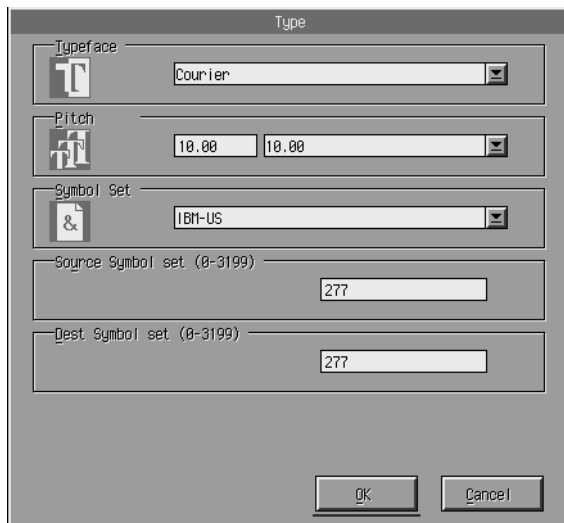 Type
Typeface
Courier
Pitch
10.00 10.00
Symbol Set
&
IBM-US
Source Symbol set (0-3199)
277
Dest Symbol set (0-3199)
277
OK Cancel